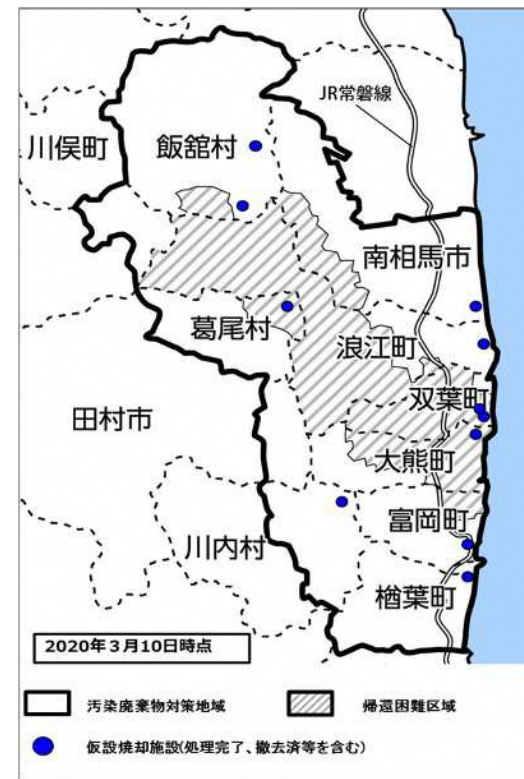 JR常磐線
川俣町
飯舘村
南相馬市
葛尾村
浪江町
双葉町
田村市
大熊町
富岡町
川内村
楢葉町
2020年3月10日時点
汚染廃棄物対策地域
帰還困難区域
仮設焼却施設(処理完了、撤去済等を含む)